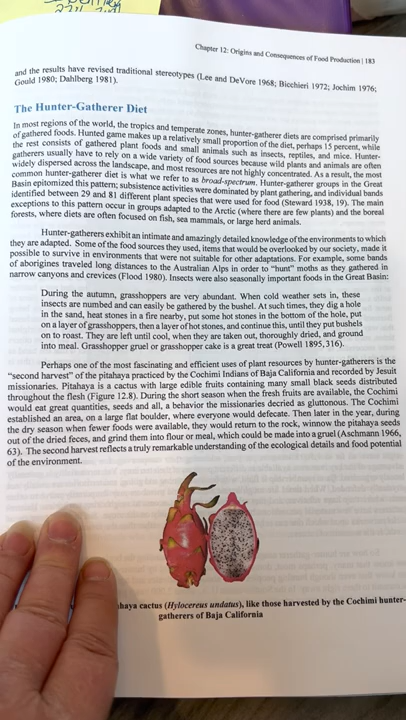 Chapter 12: Origins and Consequences of Food Production | 183
and the results have revised traditional stereotypes (Lee and DeVore 1968; Bicchieri 1972; Jochim 1976;
Gould 1980; Dahlberg 1981).
The Hunter-Gatherer Diet
In most regions of the world, the tropics and temperate zones, hunter-gatherer diets are comprised primarily
of gathered foods. Hunted game makes up a relatively small proportion of the diet, perhaps 15 percent, while
the rest consists of gathered plant foods and small animals such as insects, reptiles, and mice. Hunter-
gatherers usually have to rely on a wide variety of food sources because wild plants and animals are often
widely dispersed across the landscape, and most resources are not highly concentrated. As a result, the most
common hunter-gatherer diet is what we refer to as broad-spectrum. Hunter-gatherer groups in the Great
Basin epitomized this pattern; subsistence activities were dominated by plant gathering, and individual bands
identified between 29 and 81 different plant species that were used for food (Steward 1938, 19). The main
exceptions to this pattern occur in groups adapted to the Arctic (where there are few plants) and the boreal
forests, where diets are often focused on fish, sea mammals, or large herd animals.
Hunter-gatherers exhibit an intimate and amazingly detailed knowledge of the environments to which
they are adapted. Some of the food sources they used, items that would be overlooked by our society, made it
possible to survive in environments that were not suitable for other adaptations. For example, some bands
of aborigines traveled long distances to the Australian Alps in order to “hunt” moths as they gathered in
narrow canyons and crevices (Flood 1980). Insects were also seasonally important foods in the Great Basin:
During the autumn, grasshoppers are very abundant. When cold weather sets in, these
insects are numbed and can easily be gathered by the bushel. At such times, they dig a hole
in the sand, heat stones in a fire nearby, put some hot stones in the bottom of the hole, put
on a layer of grasshoppers, then a layer of hot stones, and continue this, until they put bushels
on to roast. They are left until cool, when they are taken out, thoroughly dried, and ground
into meal. Grasshopper gruel or grasshopper cake is a great treat (Powell 1895, 316).
Perhaps one of the most fascinating and efficient uses of plant resources by hunter-gatherers is the
“second harvest” of the pitahaya practiced by the Cochimi Indians of Baja California and recorded by Jesuit
missionaries. Pitahaya is a cactus with large edible fruits containing many small black seeds distributed
throughout the flesh (Figure 12.8). During the short season when the fresh fruits are available, the Cochimi
would eat great quantities, seeds and all, a behavior the missionaries decried as gluttonous. The Cochimi
established an area, on a large flat boulder, where everyone would defecate. Then later in the year, during
the dry season when fewer foods were available, they would return to the rock, winnow the pitahaya seeds
out of the dried feces, and grind them into flour or meal, which could be made into a gruel (Aschmann 1966,
63). The second harvest reflects a truly remarkable understanding of the ecological details and food potential
of the environment.
haya cactus (Hylocereus undatus), like those harvested by the Cochimi hunter-
gatherers of Baja California